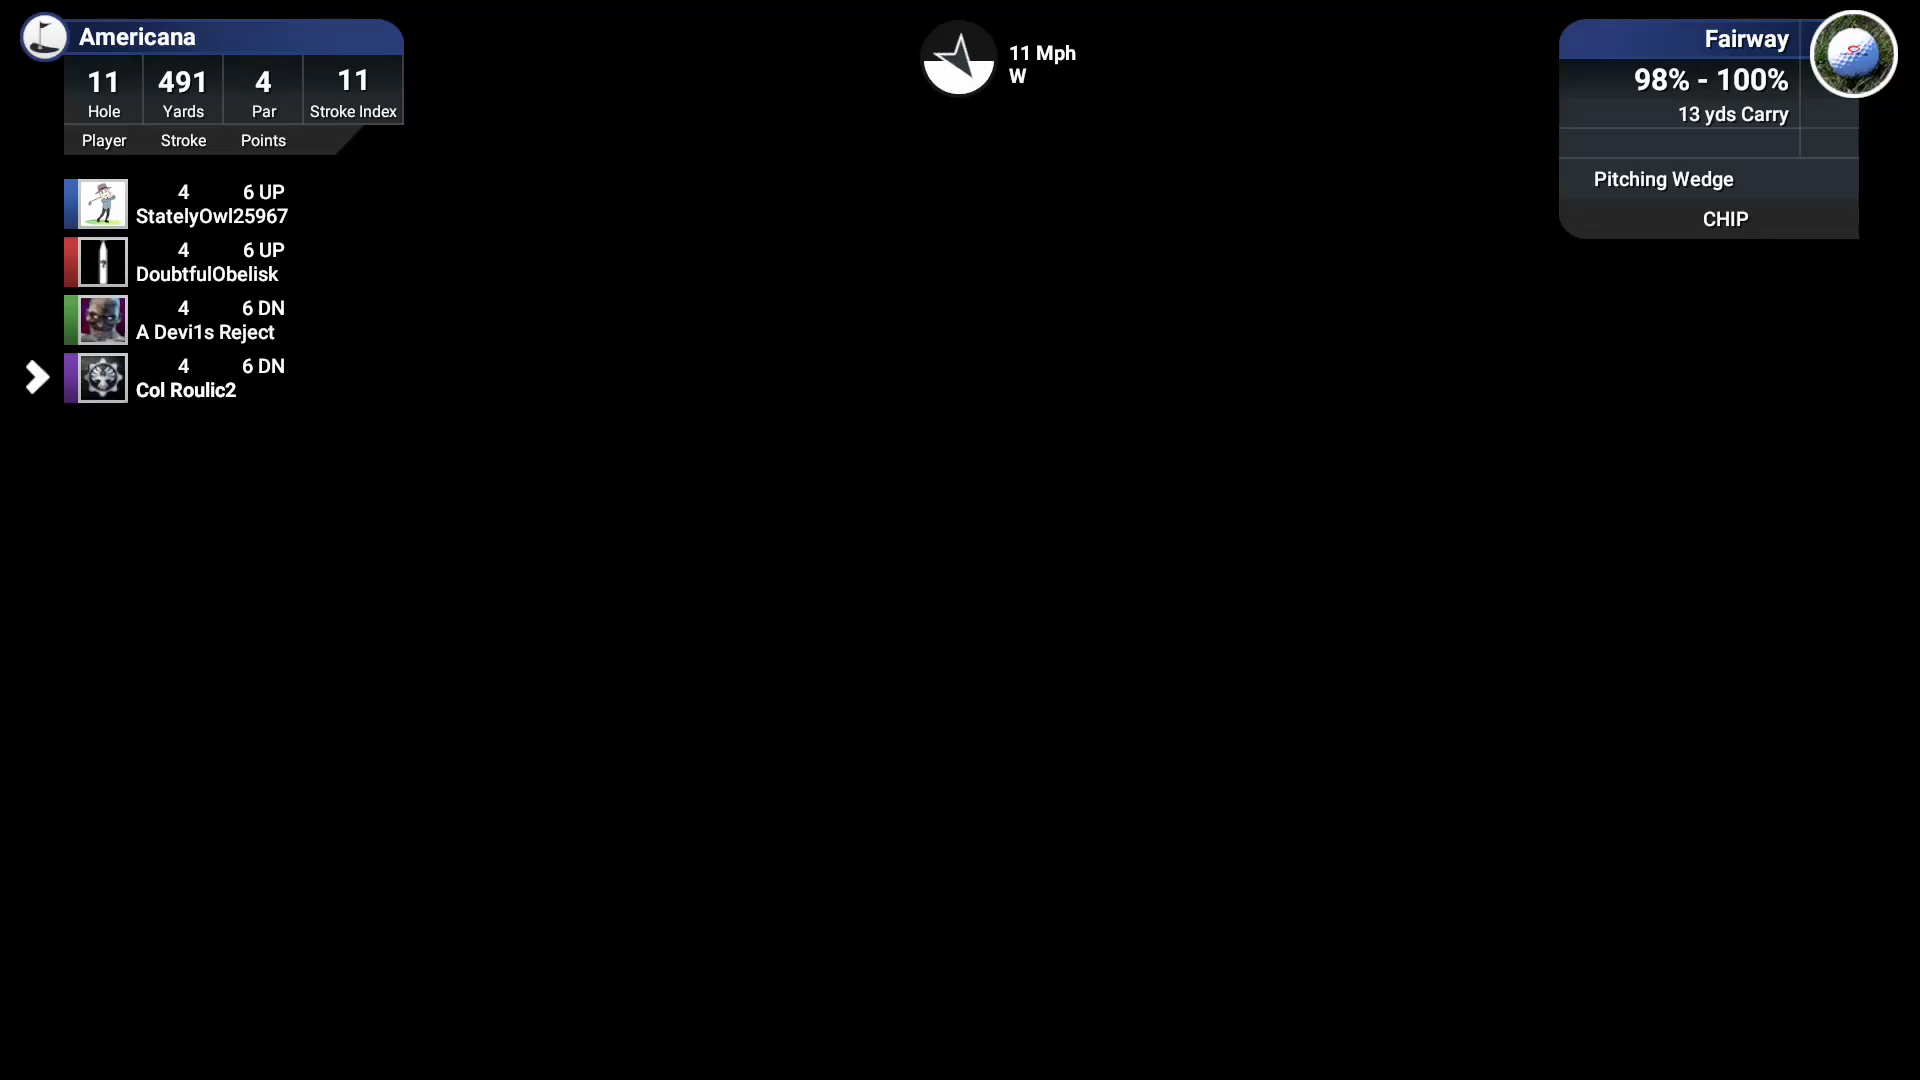 Americana
11 491 4 11
Hole Yards Par Stroke Index
Player Stroke Points
4 6 UP
StatelyOwl25967
4 6 UP
DoubtfulObelisk
4 6 DN
A Devi1s Reject
4 6 DN
Col Roulic2
11 Mph
W
Fairway
98% - 100%
13 yds Carry
Pitching Wedge
CHIP